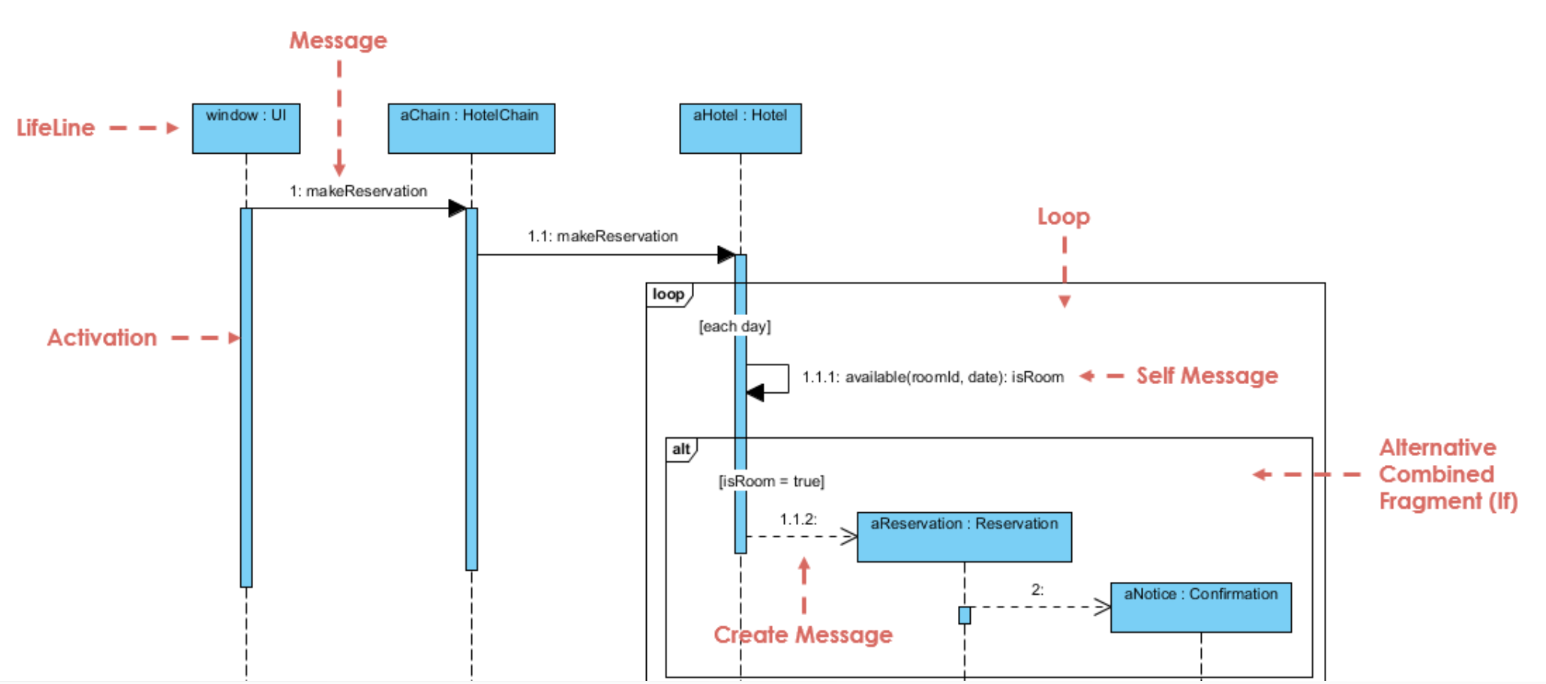 Message
LifeLine
window : UI
aChain : HotelChain
aHotel : Hotel
1: makeReservation
1.1: makeReservation
Loop
loop
[each day]
Activation
1.1.1: available(roomId, date): isRoom
Self Message
alt
Alternative
Combined
Fragment (If)
[isRoom = true]
1.1.2:
aReservation : Reservation
2:
aNotice : Confirmation
Create Message